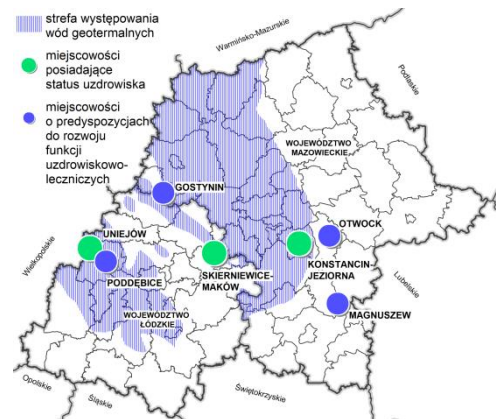 strefa występowania
wód geotermalnych
miejscowości
posiadające
status uzdrowiska
miejscowości
o predyspozycjach
do rozwoju
funkcji
uzdrowiskowo-
leczniczych
Warmińsko-Mazurskie
Podlaskie
WOJEWÓDZTWO
MAZOWIECKIE
GOSTYNIN
OTWOCK
UNIEJÓW
Wielkopolskie
KONSTANCIN-
JEZIORNA
SKIERNIEWICE-
MAKÓW
PODDĘBICE
Lubelskie
MAGNUSZEW
WOJEWÓDZTWO
ŁÓDZKIE
Opolskie
Śląskie
Świętokrzyskie